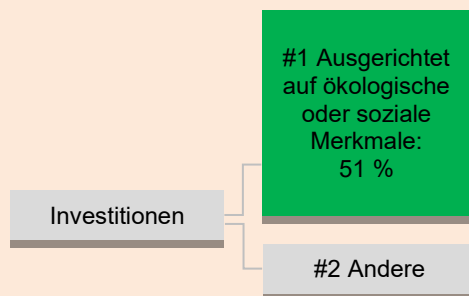 #1 Ausgerichtet
auf ökologische
oder soziale
Merkmale:
51 %
Investitionen
#2 Andere